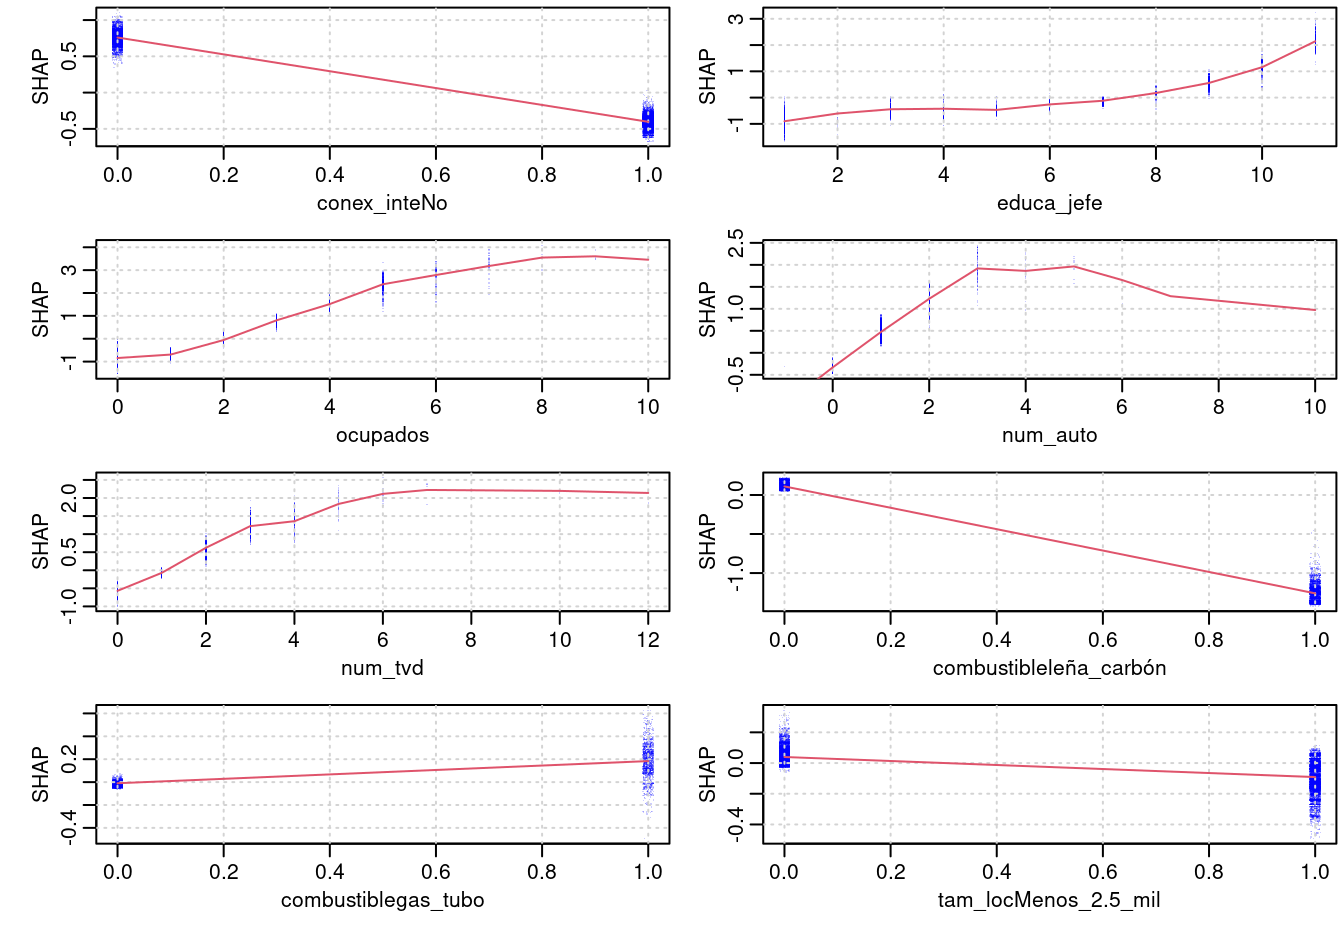 SHAP
0.5
-0.5
0.0 0.2 0.4 0.6 0.8 1.0
conex_inteNo
SHAP
3
1
-1
2 4 6 8 10
educa_jefe
SHAP
3
1
-1
0 2 4 6 8 10
ocupados
SHAP
2.5
1.0
-0.5
0 2 4 6 8 10
num_auto
SHAP
2.0
0.5
-1.0
0 2 4 6 8 10 12
num_tvd
SHAP
0.0
-1.0
0.0 0.2 0.4 0.6 0.8 1.0
combustibleleña_carbón
SHAP
0.2
-0.4
0.0 0.2 0.4 0.6 0.8 1.0
combustiblegas_tubo
SHAP
0.0
-0.4
0.0 0.2 0.4 0.6 0.8 1.0
tam_locMenos_2.5_mil